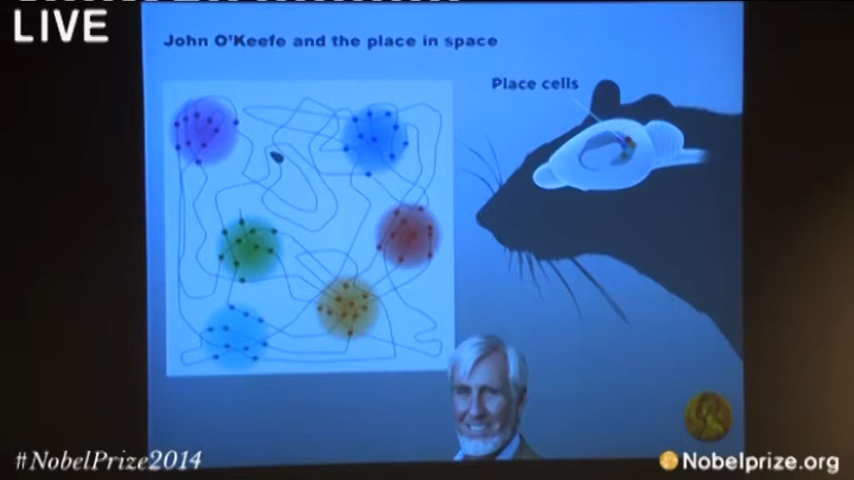 LIVE
John O'Keefe and the place in space
Place cells
#NobelPrize2014
Nobelprize.org